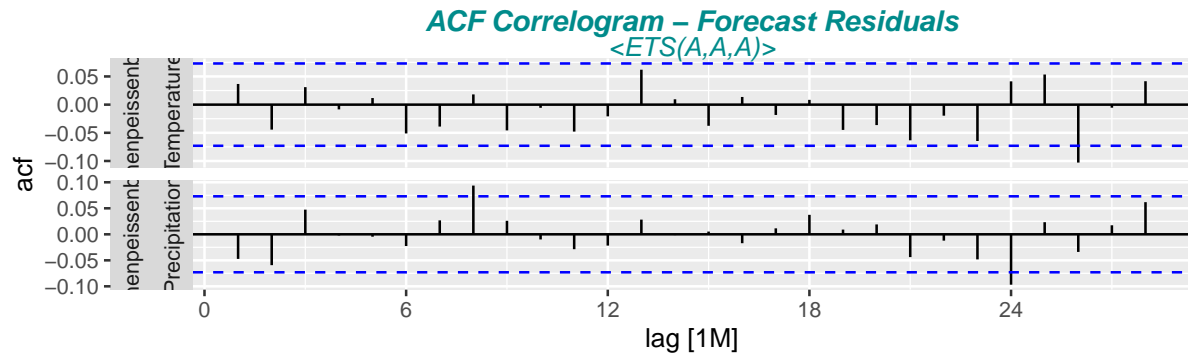 ACF Correlogram – Forecast Residuals
<ETS(A,A,A)>
acf
Temperature
0.05
0.00
−0.05
−0.10
Precipitation
0.10
0.05
0.00
−0.05
−0.10
0 6 12 18 24
lag [1M]